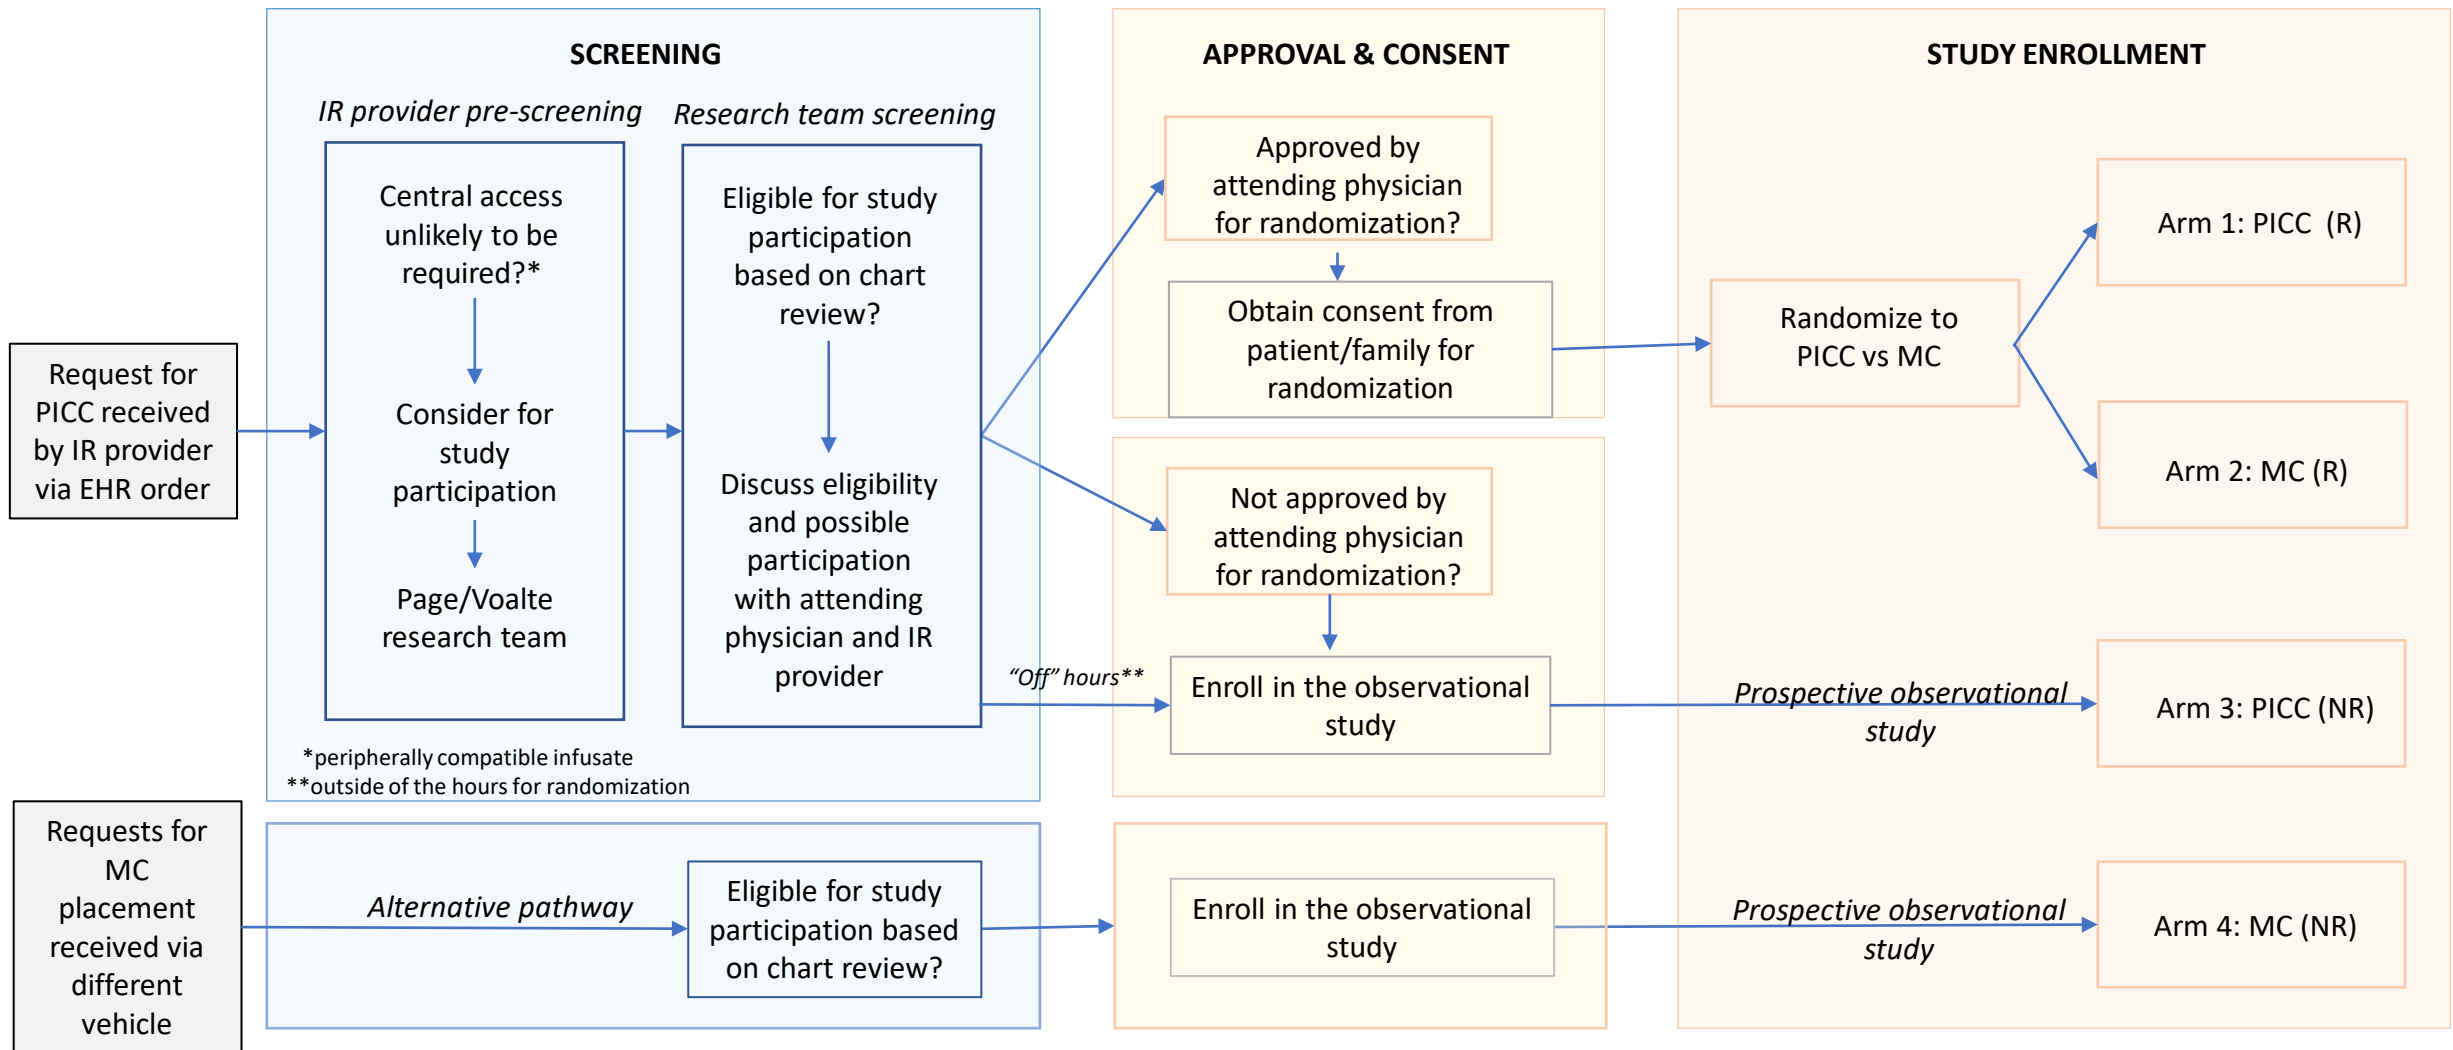 SCREENING
IR provider pre-screening
Research team screening
Request for
PICC received
by IR provider
via EHR order
Central access
unlikely to be
required?*
Consider for
study
participation
Page/Voalte
research team
Eligible for study
participation
based on chart
review?
Discuss eligibility
and possible
participation
with attending
physician and IR
provider
*peripherally compatible infusate
**outside of the hours for randomization
APPROVAL & CONSENT
Approved by
attending physician
for randomization?
Obtain consent from
patient/family for
randomization
Not approved by
attending physician
for randomization?
“Off” hours**
Enroll in the observational
study
STUDY ENROLLMENT
Randomize to
PICC vs MC
Arm 1: PICC (R)
Arm 2: MC (R)
Prospective observational
study
Arm 3: PICC (NR)
Requests for
MC
placement
received via
different
vehicle
Alternative pathway
Eligible for study
participation based
on chart review?
Enroll in the observational
study
Prospective observational
study
Arm 4: MC (NR)